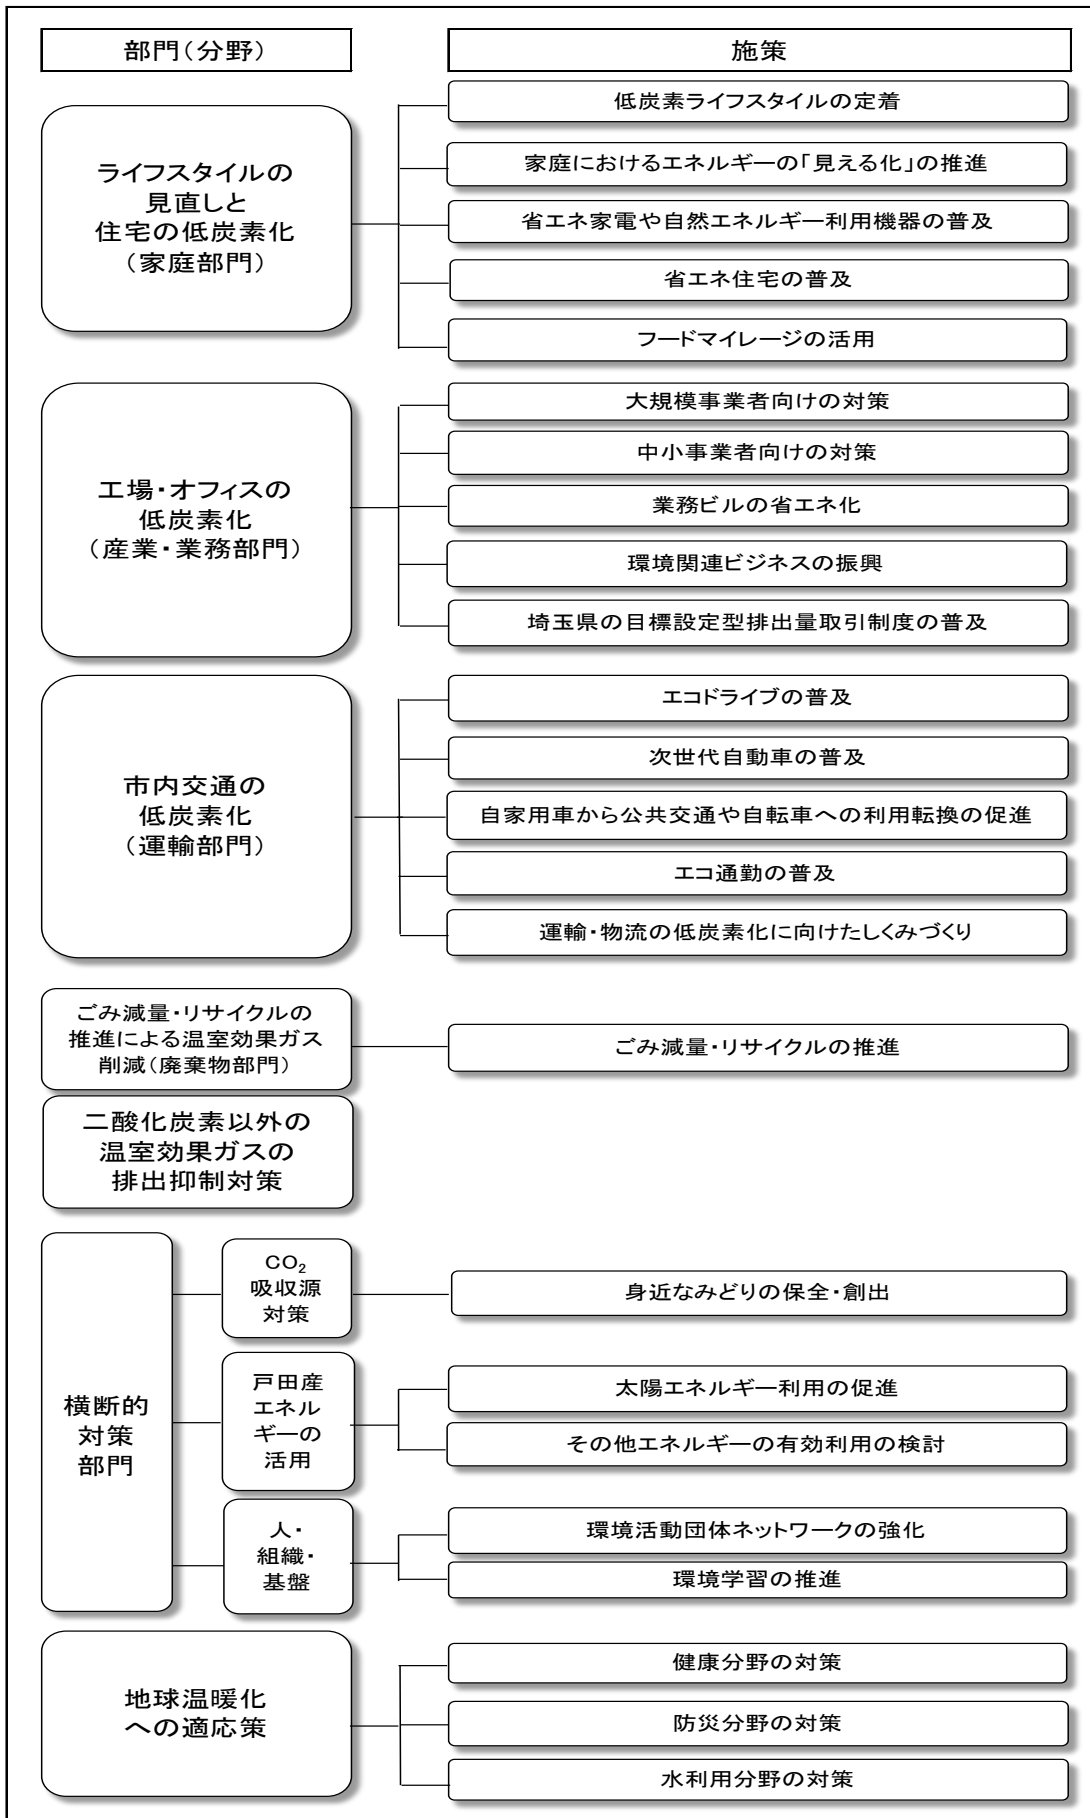 部門(分野)
施策
ライフスタイルの
見直しと
住宅の低炭素化
(家庭部門)
低炭素ライフスタイルの定着
家庭におけるエネルギーの「見える化」の推進
省エネ家電や自然エネルギー利用機器の普及
省エネ住宅の普及
フードマイレージの活用
工場・オフィスの
低炭素化
(産業・業務部門)
大規模事業者向けの対策
中小事業者向けの対策
業務ビルの省エネ化
環境関連ビジネスの振興
埼玉県の目標設定型排出量取引制度の普及
市内交通の
低炭素化
(運輸部門)
エコドライブの普及
次世代自動車の普及
自家用車から公共交通や自転車への利用転換の促進
エコ通勤の普及
運輸・物流の低炭素化に向けたしくみづくり
ごみ減量・リサイクルの
推進による温室効果ガス
削減(廃棄物部門)
ごみ減量・リサイクルの推進
二酸化炭素以外の
温室効果ガスの
排出抑制対策
横断的
対策
部門
CO₂
吸収源
対策
身近なみどりの保全・創出
戸田産
エネル
ギーの
活用
太陽エネルギー利用の促進
その他エネルギーの有効利用の検討
人・
組織・
基盤
環境活動団体ネットワークの強化
環境学習の推進
地球温暖化
への適応策
健康分野の対策
防災分野の対策
水利用分野の対策